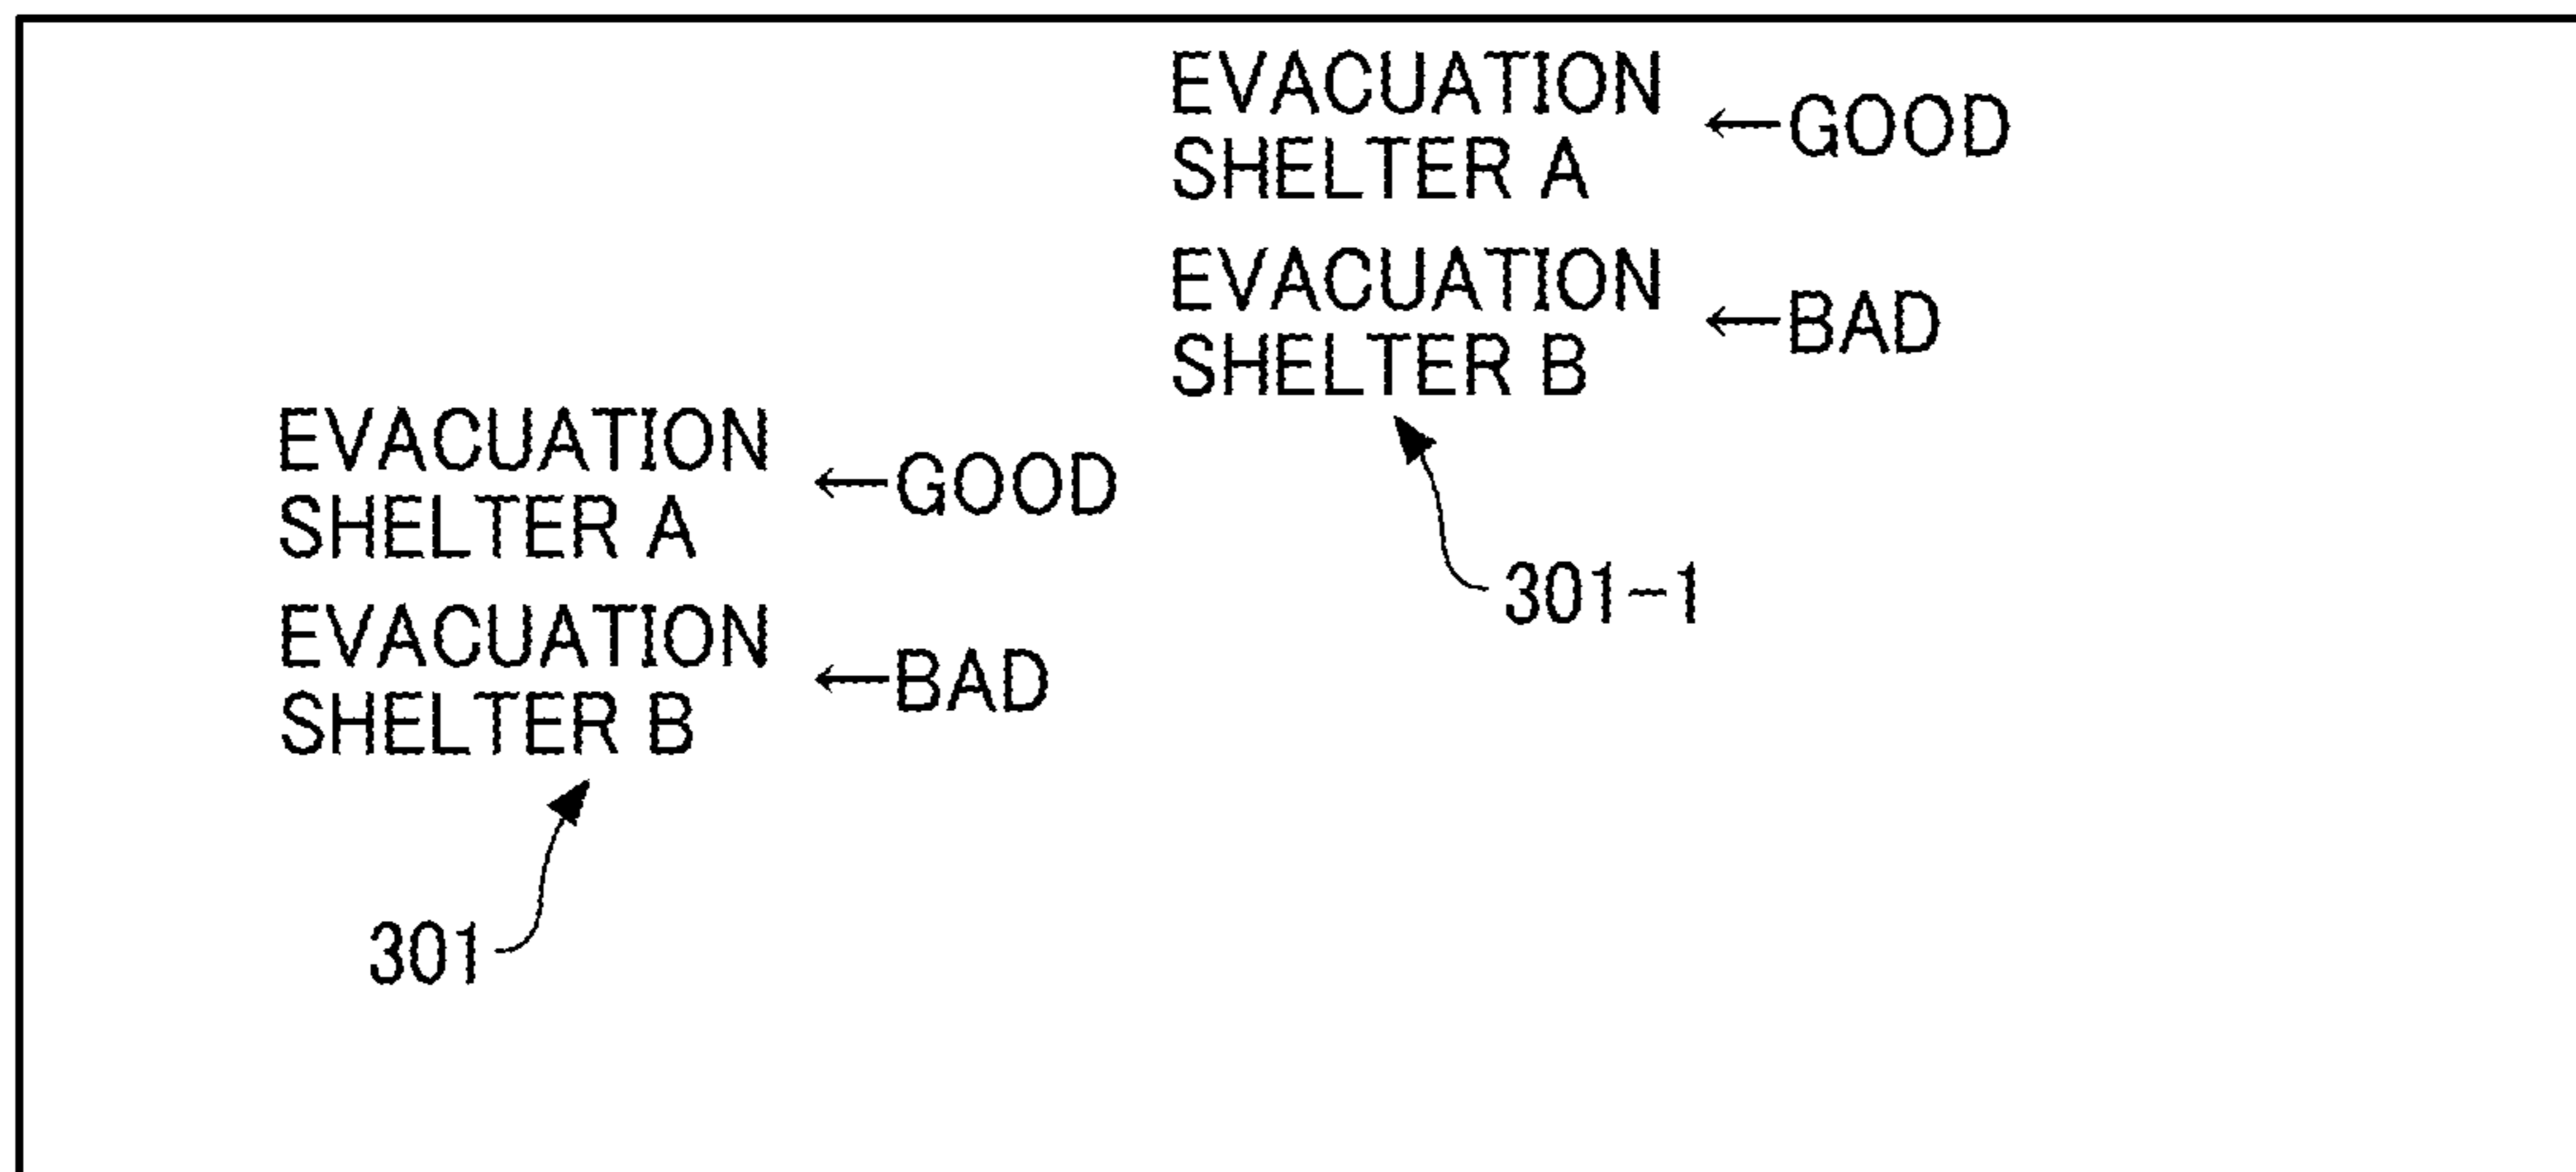 EVACUATION
SHELTER A
←GOOD
EVACUATION
SHELTER B
←BAD
301
EVACUATION
SHELTER A
←GOOD
EVACUATION
SHELTER B
←BAD
301-1